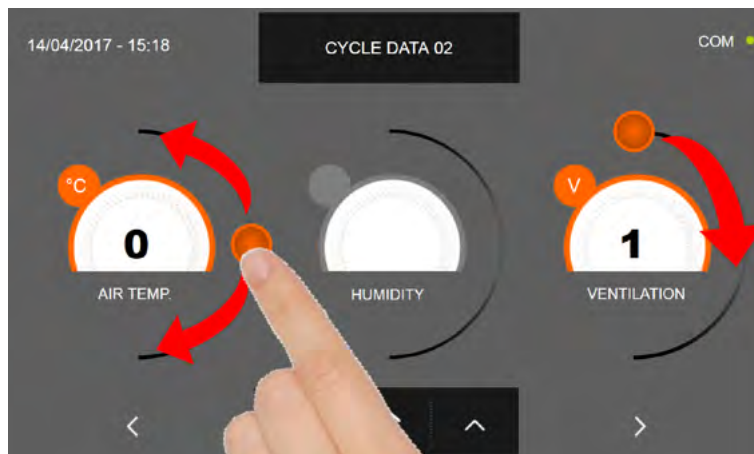 14/04/2017 - 15:18
CYCLE DATA 02
COM
°C
V
0
1
AIR TEMP.
HUMIDITY
VENTILATION